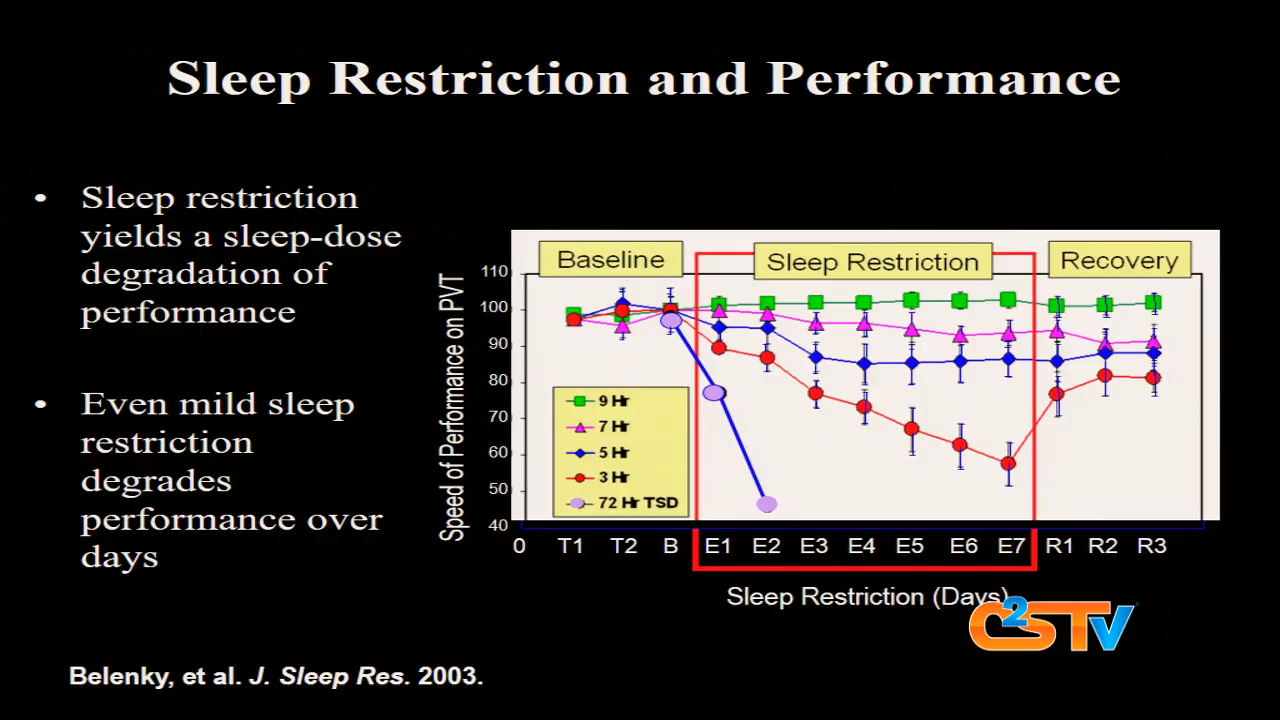 Sleep Restriction and Performance
• Sleep restriction
yields a sleep-dose
degradation of
performance
• Even mild sleep
restriction
degrades
performance over
days
Baseline
Sleep Restriction
Recovery
Speed of Performance on PVT
110
100
90
80
70
60
50
40
9 Hr
7 Hr
5 Hr
3 Hr
72 Hr TSD
0 T1 T2 B E1 E2 E3 E4 E5 E6 E7 R1 R2 R3
Sleep Restriction (Days)
C2STV
Belenky, et al. J. Sleep Res. 2003.